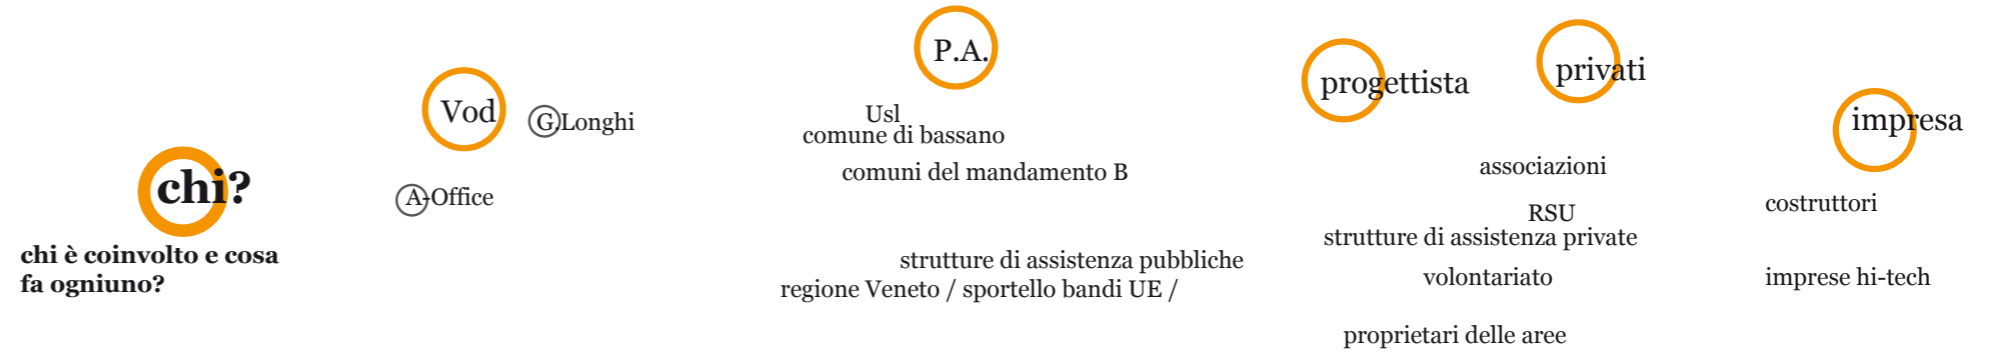 chi?
chi è coinvolto e cosa
fa ogniuno?
Vod
G.Longhi
A-Office
P.A.
Usl
comune di bassano
comuni del mandamento B
strutture di assistenza pubbliche
regione Veneto / sportello bandi UE /
progettista
privati
associazioni
RSU
strutture di assistenza private
volontariato
proprietari delle aree
impresa
costruttori
imprese hi-tech